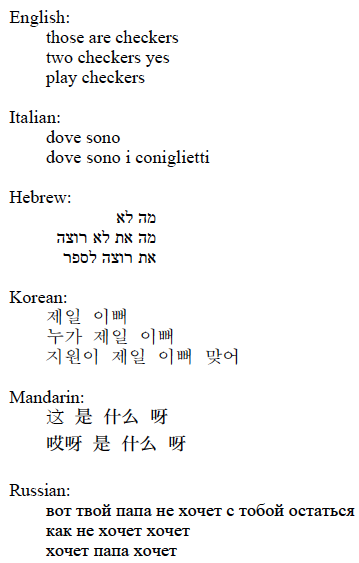 English:
those are checkers
two checkers yes
play checkers
Italian:
dove sono
dove sono i coniglietti
Hebrew:
מה לא
מה את לא רוצה
את רוצה לספר
Korean:
제일 이뻐
누가 제일 이뻐
지원이 제일 이뻐 맞어
Mandarin:
这 是 什么 呀
哎呀 是 什么 呀
Russian:
вот твой папа не хочет с тобой остаться
как не хочет хочет
хочет папа хочет